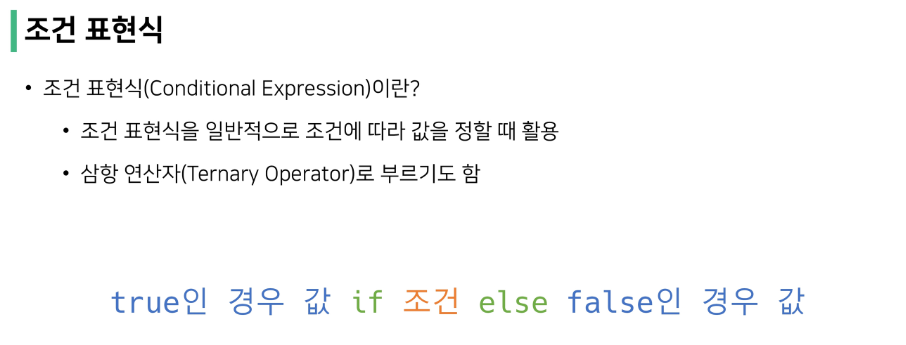 조건 표현식
• 조건 표현식(Conditional Expression)이란?
• 조건 표현식을 일반적으로 조건에 따라 값을 정할 때 활용
• 삼항 연산자(Ternary Operator)로 부르기도 함
true인 경우 값 if 조건 else false인 경우 값